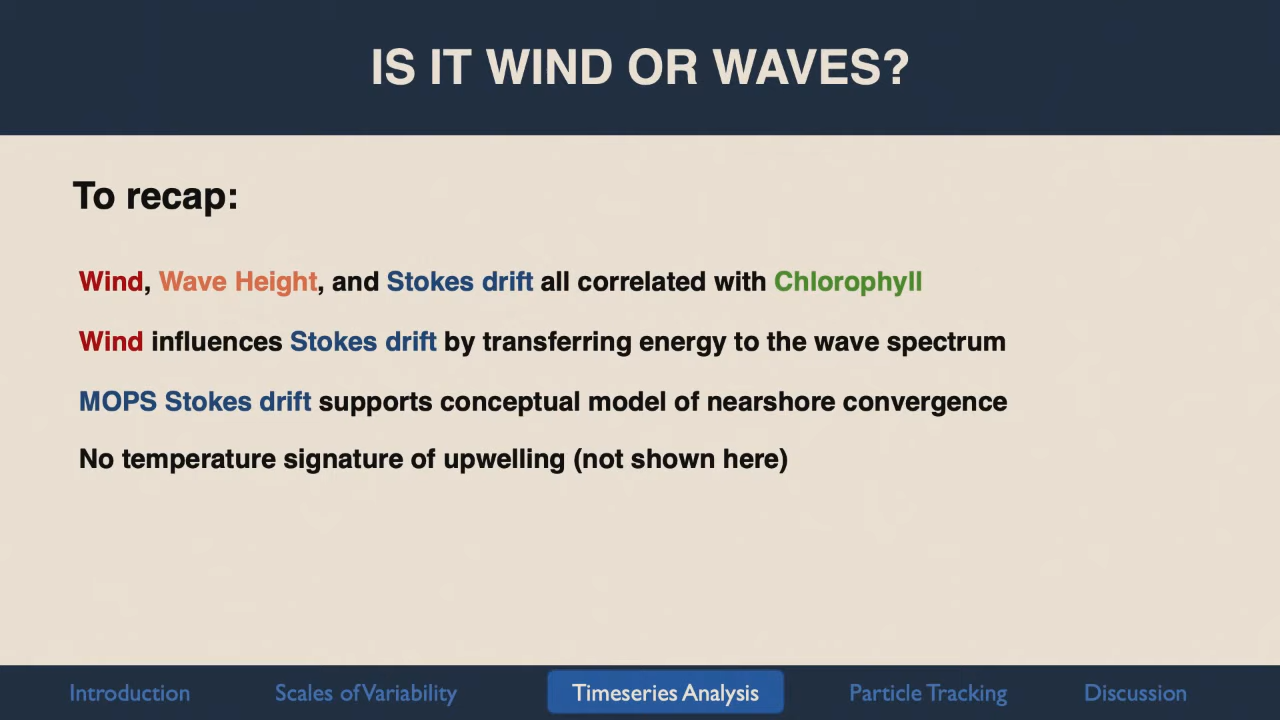 IS IT WIND OR WAVES?
To recap:
Wind, Wave Height, and Stokes drift all correlated with Chlorophyll
Wind influences Stokes drift by transferring energy to the wave spectrum
MOPS Stokes drift supports conceptual model of nearshore convergence
No temperature signature of upwelling (not shown here)
Introduction Scales of Variability Timeseries Analysis Particle Tracking Discussion